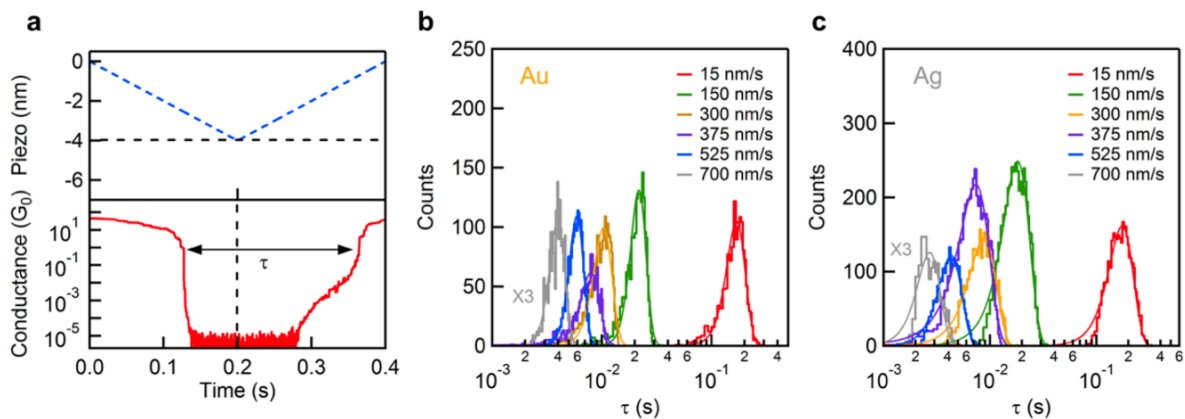 a
0
-2
-4
-6
Piezo (nm)
10¹
10⁻¹
10⁻³
10⁻⁵
Conductance (G₀)
τ
0.0 0.1 0.2 0.3 0.4
Time (s)
b
250
200
150
100
50
0
Counts
Au
15 nm/s
150 nm/s
300 nm/s
375 nm/s
525 nm/s
700 nm/s
X3
2 4 6 2 4 6 2 4
10⁻³ 10⁻² 10⁻¹
τ (s)
c
400
300
200
100
0
Counts
Ag
15 nm/s
150 nm/s
300 nm/s
375 nm/s
525 nm/s
700 nm/s
X3
2 4 6 2 4 6 2 4 6
10⁻³ 10⁻² 10⁻¹
τ (s)